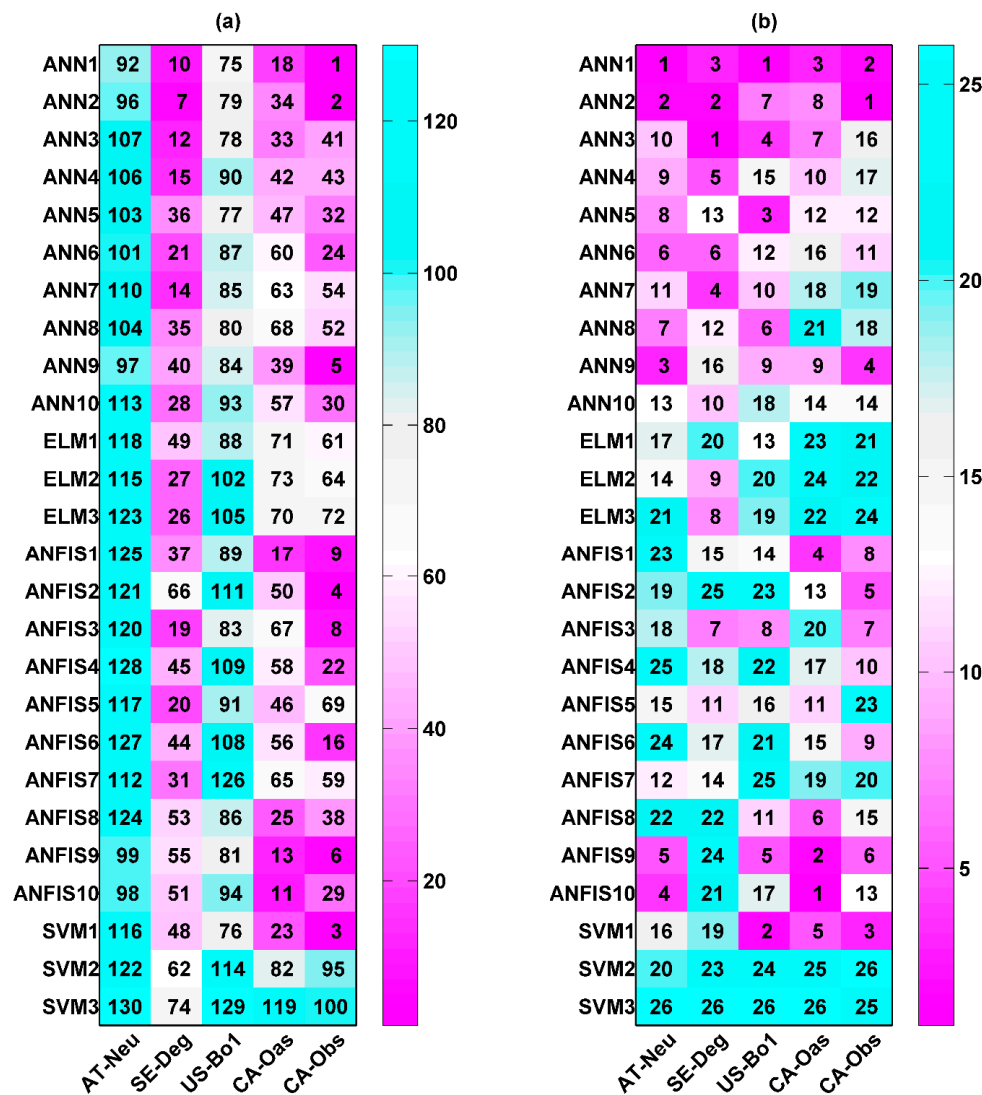 (a) (b)
ANN1 92 10 75 18 1 ANN1 1 3 1 3 2
ANN2 96 7 79 34 2 ANN2 2 2 7 8 1
ANN3 107 12 78 33 41 ANN3 10 1 4 7 16
ANN4 106 15 90 42 43 ANN4 9 5 15 10 17
ANN5 103 36 77 47 32 ANN5 8 13 3 12 12
ANN6 101 21 87 60 24 ANN6 6 6 12 16 11
ANN7 110 14 85 63 54 ANN7 11 4 10 18 19
ANN8 104 35 80 68 52 ANN8 7 12 6 21 18
ANN9 97 40 84 39 5 ANN9 3 16 9 9 4
ANN10 113 28 93 57 30 ANN10 13 10 18 14 14
ELM1 118 49 88 71 61 ELM1 17 20 13 23 21
ELM2 115 27 102 73 64 ELM2 14 9 20 24 22
ELM3 123 26 105 70 72 ELM3 21 8 19 22 24
ANFIS1 125 37 89 17 9 ANFIS1 23 15 14 4 8
ANFIS2 121 66 111 50 4 ANFIS2 19 25 23 13 5
ANFIS3 120 19 83 67 8 ANFIS3 18 7 8 20 7
ANFIS4 128 45 109 58 22 ANFIS4 25 18 22 17 10
ANFIS5 117 20 91 46 69 ANFIS5 15 11 16 11 23
ANFIS6 127 44 108 56 16 ANFIS6 24 17 21 15 9
ANFIS7 112 31 126 65 59 ANFIS7 12 14 25 19 20
ANFIS8 124 53 86 25 38 ANFIS8 22 22 11 6 15
ANFIS9 99 55 81 13 6 ANFIS9 5 24 5 2 6
ANFIS10 98 51 94 11 29 ANFIS10 4 21 17 1 13
SVM1 116 48 76 23 3 SVM1 16 19 2 5 3
SVM2 122 62 114 82 95 SVM2 20 23 24 25 26
SVM3 130 74 129 119 100 SVM3 26 26 26 26 25
AT-Neu SE-Deg US-Bo1 CA-Oas CA-Obs AT-Neu SE-Deg US-Bo1 CA-Oas CA-Obs
120
100
80
60
40
20
25
20
15
10
5